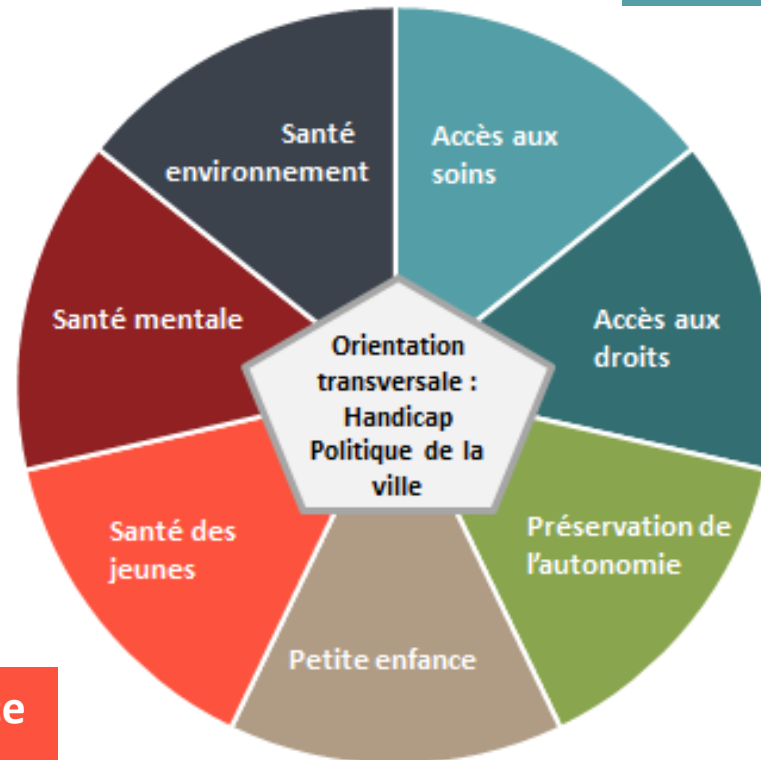 Santé
environnement
Accès aux
soins
Santé mentale
Accès aux
droits
Orientation
transversale :
Handicap
Politique de la
ville
Santé des
jeunes
Préservation de
l'autonomie
Petite enfance